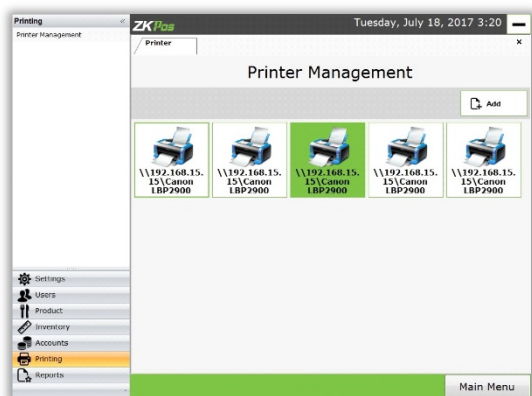 Printing «
Printer Management
ZKPos
Tuesday, July 18, 2017 3:20
Printer
×
Printer Management
Add
\\192.168.15.
15\Canon
LBP2900
\\192.168.15.
15\Canon
LBP2900
\\192.168.15.
15\Canon
LBP2900
\\192.168.15.
15\Canon
LBP2900
\\192.168.15.
15\Canon
LBP2900
Settings
Users
Product
Inventory
Accounts
Printing
Reports
Main Menu